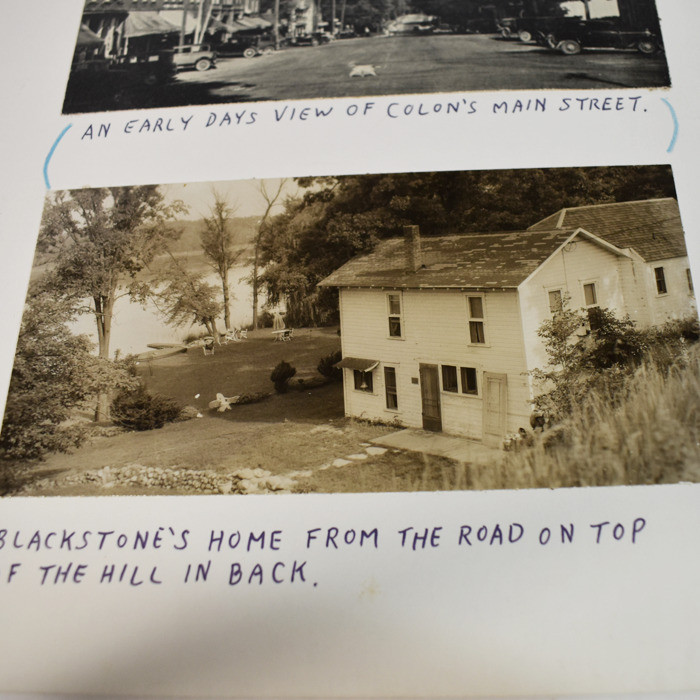 AN EARLY DAYS VIEW OF COLON'S MAIN STREET.
BLACKSTONE'S HOME FROM THE ROAD ON TOP
OF THE HILL IN BACK.